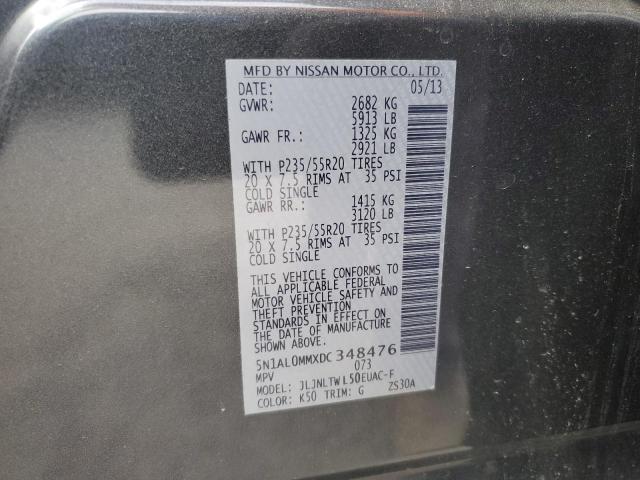 MFD BY NISSAN MOTOR CO., LTD.
DATE: 05/13
GVWR: 2682 KG
5913 LB
GAWR FR.: 1325 KG
2921 LB
WITH P235/55R20 TIRES
20 X 7.5 RIMS AT 35 PSI
COLD SINGLE
GAWR RR.: 1415 KG
3120 LB
WITH P235/55R20 TIRES
20 X 7.5 RIMS AT 35 PSI
COLD SINGLE
THIS VEHICLE CONFORMS TO
ALL APPLICABLE FEDERAL
MOTOR VEHICLE SAFETY AND
THEFT PREVENTION
STANDARDS IN EFFECT ON
THE DATE OF MANUFACTURE
SHOWN ABOVE.
5N1AL0MMXDC348476
MPV 073
MODEL: JLJNLTWL50EUAC-F
COLOR: K50 TRIM: G ZS30A